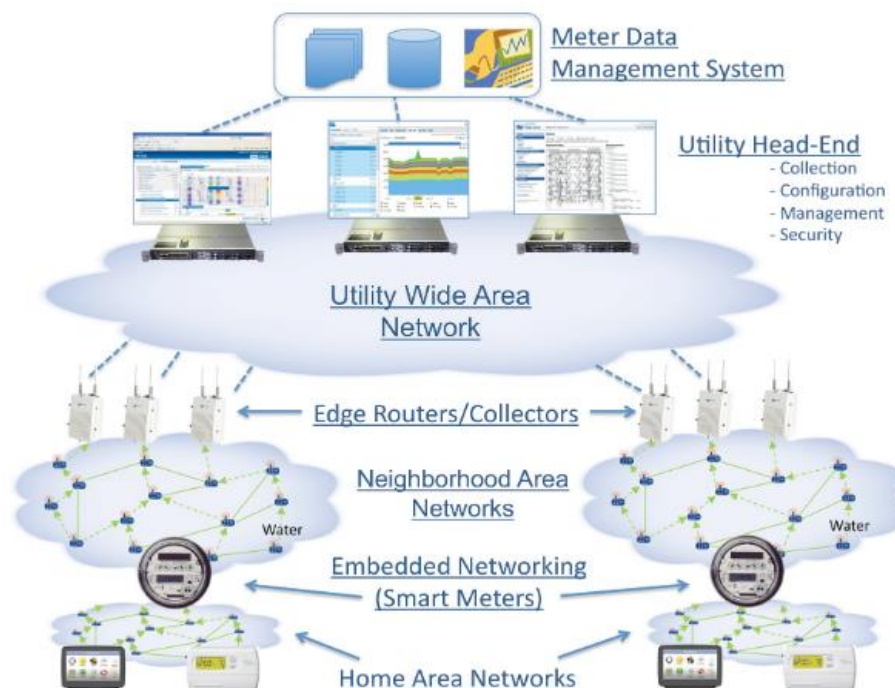 Meter Data
Management System
Utility Head-End
- Collection
- Configuration
- Management
- Security
Utility Wide Area
Network
Edge Routers/Collectors
Neighborhood Area
Networks
Water
Water
Embedded Networking
(Smart Meters)
Home Area Networks